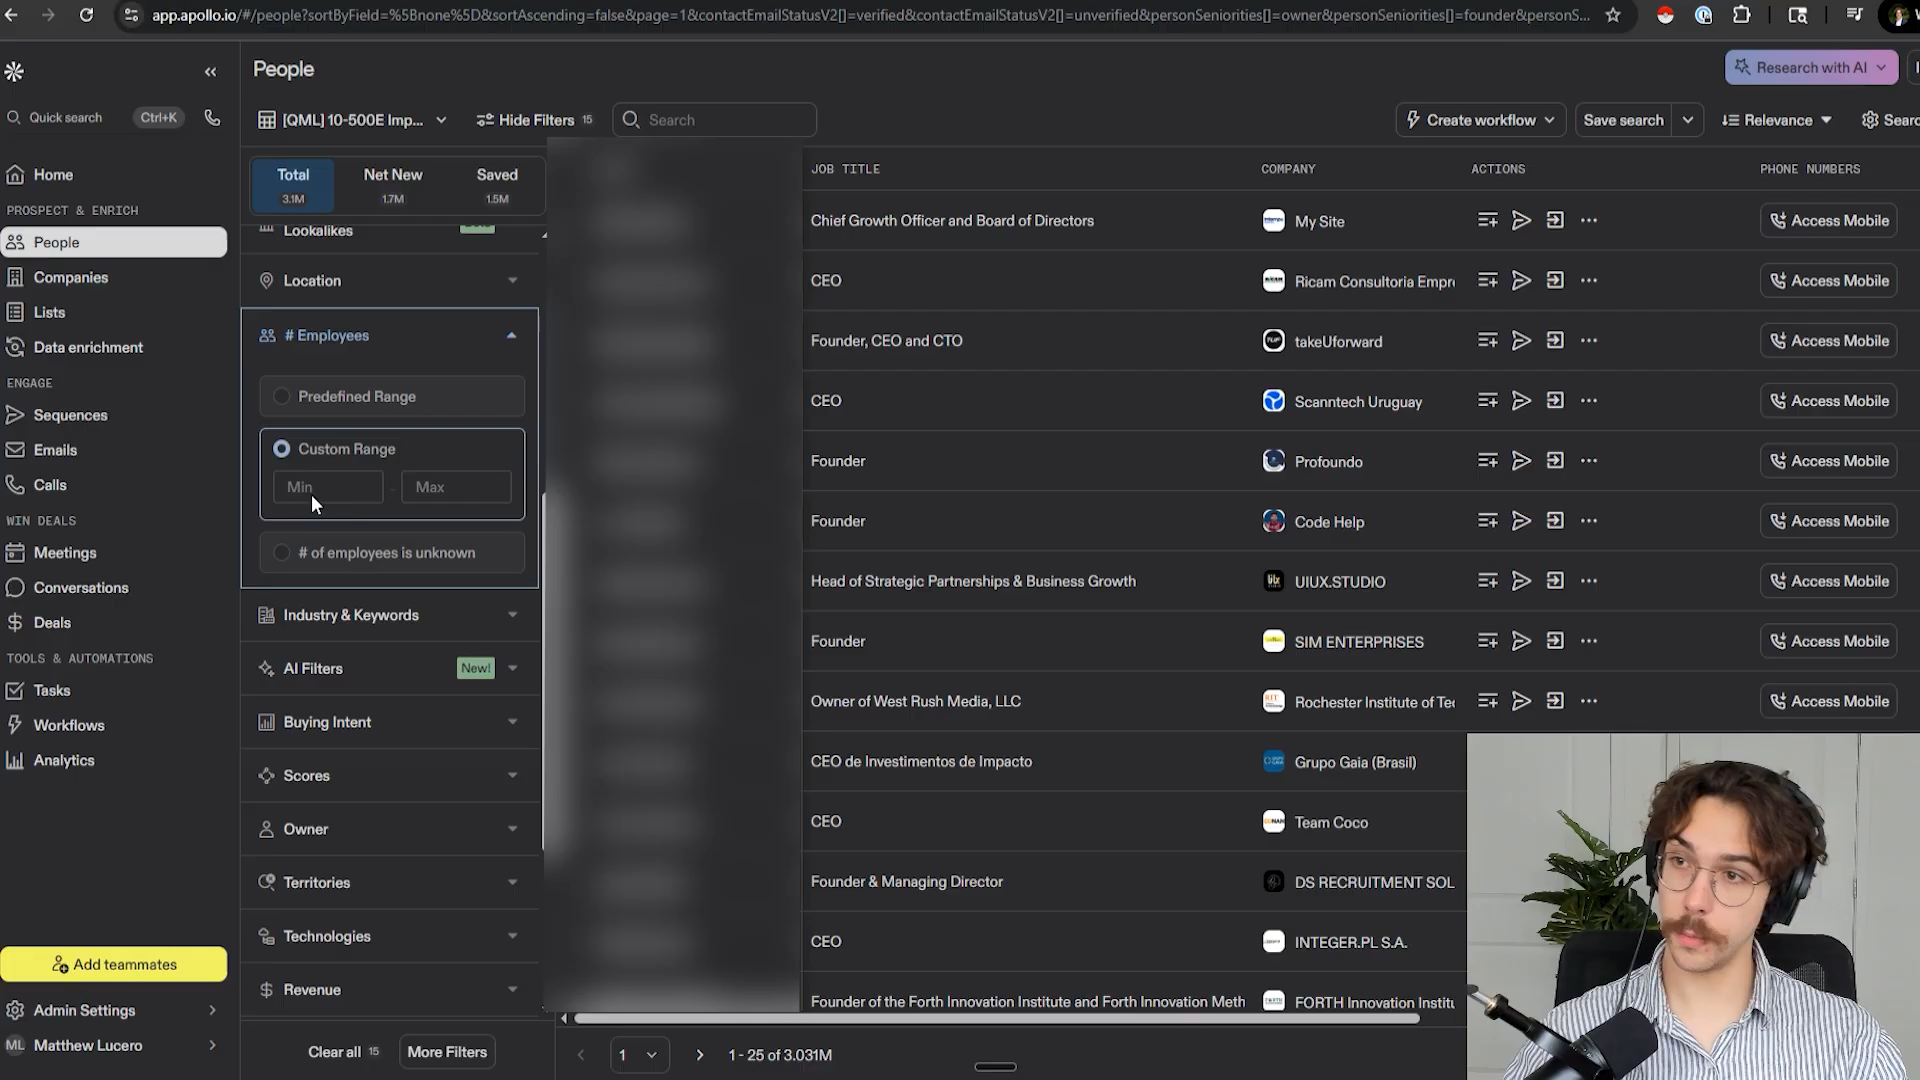 app.apollo.io/#/people?sortByField=%5Bnone%5D&sortAscending=false&page=1&contactEmailStatusV2[]=verified&contactEmailStatusV2[]=unverified&personSeniorities[]=owner&personSeniorities[]=founder&personS...
People
Research with AI
Quick search Ctrl+K
[QML] 10-500E Imp...
Hide Filters 15
Search
Create workflow
Save search
Relevance
Searc
Home
PROSPECT & ENRICH
People
Companies
Lists
Data enrichment
ENGAGE
Sequences
Emails
Calls
WIN DEALS
Meetings
Conversations
Deals
TOOLS & AUTOMATIONS
Tasks
Workflows
Analytics
Add teammates
Admin Settings
ML Matthew Lucero
Total 3.1M
Net New 1.7M
Saved 1.5M
Lookalikes
Location
# Employees
Predefined Range
Custom Range
Min - Max
# of employees is unknown
Industry & Keywords
AI Filters New!
Buying Intent
Scores
Owner
Territories
Technologies
Revenue
Clear all 15
More Filters
JOB TITLE COMPANY ACTIONS PHONE NUMBERS
Chief Growth Officer and Board of Directors My Site Access Mobile
CEO Ricam Consultoria Empre Access Mobile
Founder, CEO and CTO takeUforward Access Mobile
CEO Scanntech Uruguay Access Mobile
Founder Profoundo Access Mobile
Founder Code Help Access Mobile
Head of Strategic Partnerships & Business Growth UIUX.STUDIO Access Mobile
Founder SIM ENTERPRISES Access Mobile
Owner of West Rush Media, LLC Rochester Institute of Tec Access Mobile
CEO de Investimentos de Impacto Grupo Gaia (Brasil)
CEO Team Coco
Founder & Managing Director DS RECRUITMENT SOL
CEO INTEGER.PL S.A.
Founder of the Forth Innovation Institute and Forth Innovation Meth FORTH Innovation Institu
1
1 - 25 of 3.031M